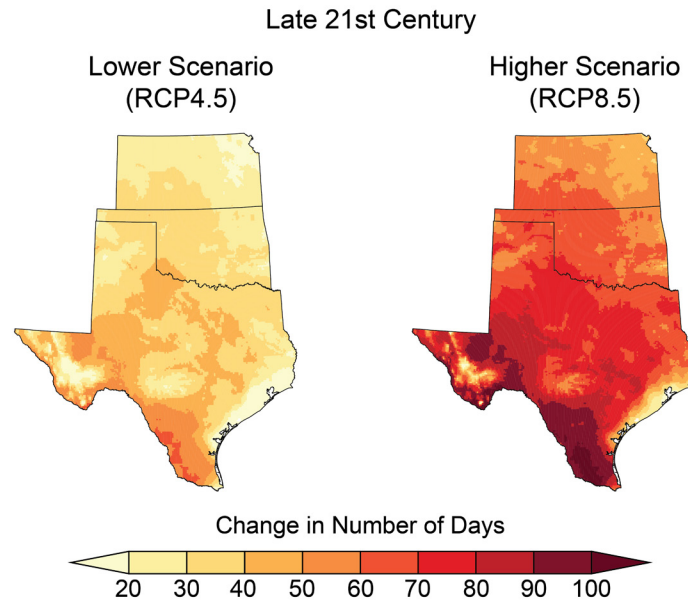 Late 21st Century
Lower Scenario
(RCP4.5)
Higher Scenario
(RCP8.5)
Change in Number of Days
20 30 40 50 60 70 80 90 100